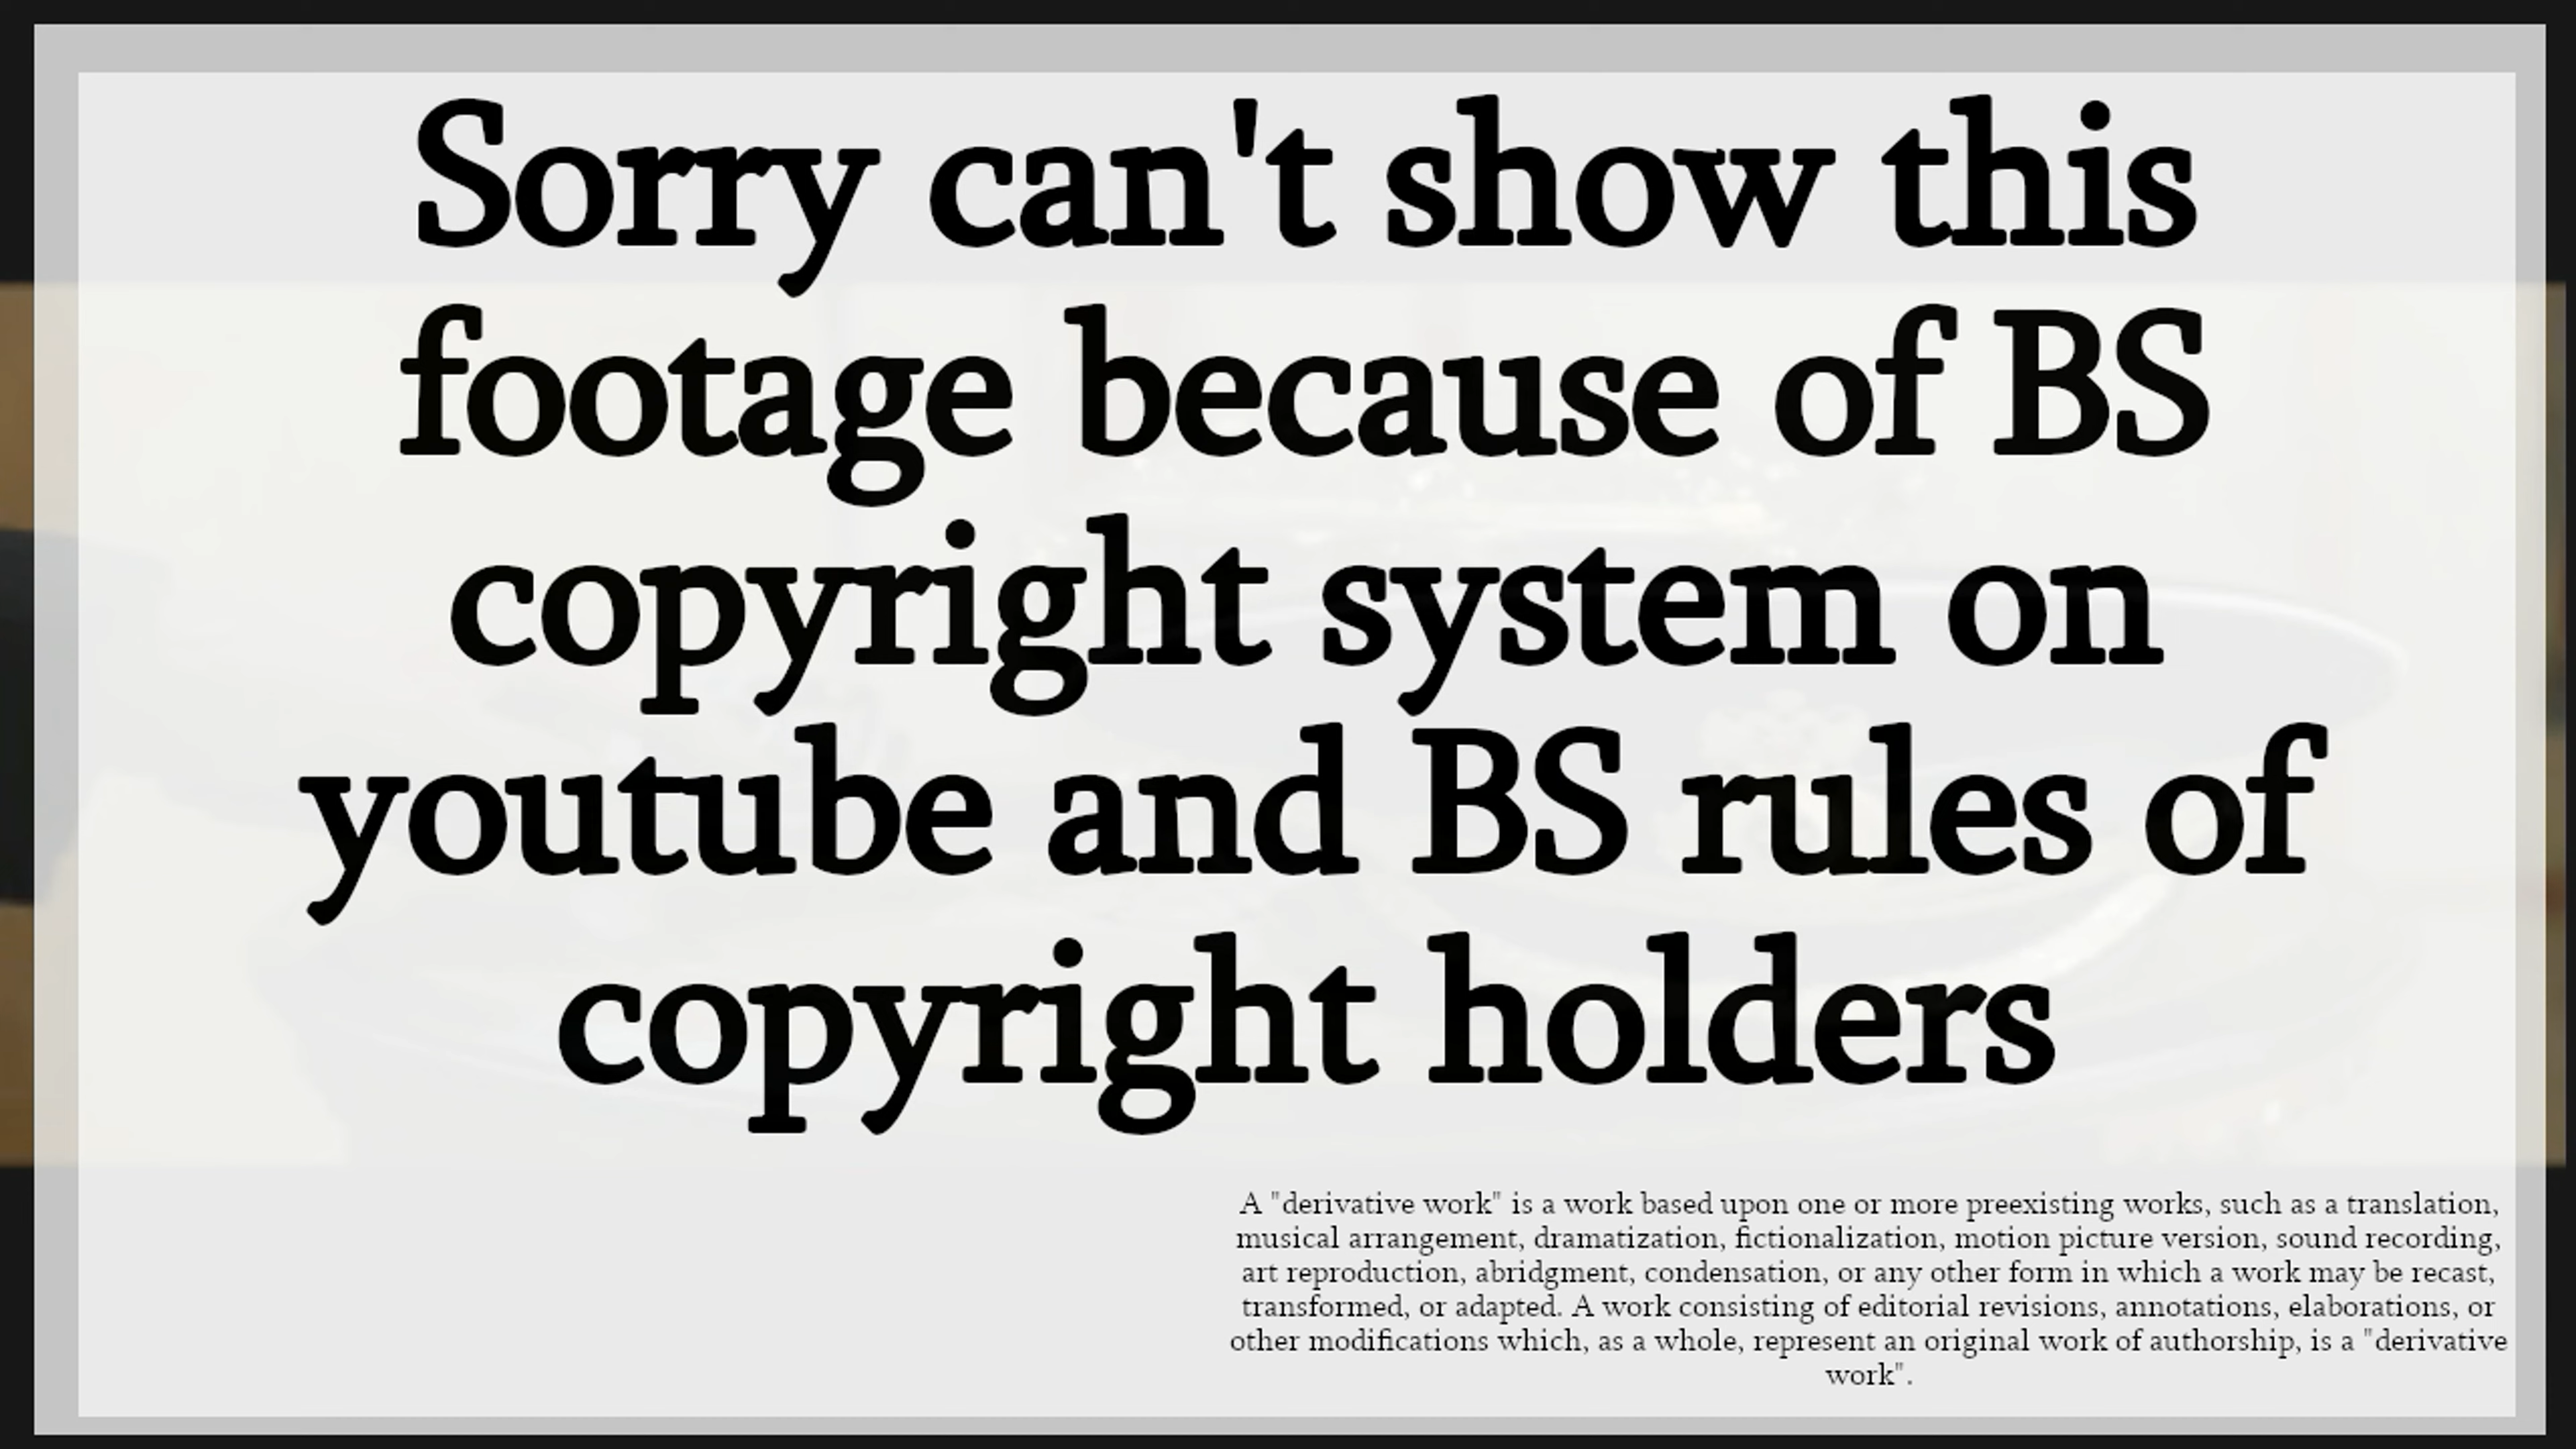 Sorry can't show this
footage because of BS
copyright system on
youtube and BS rules of
copyright holders
A "derivative work" is a work based upon one or more preexisting works, such as a translation,
musical arrangement, dramatization, fictionalization, motion picture version, sound recording,
art reproduction, abridgment, condensation, or any other form in which a work may be recast,
transformed, or adapted. A work consisting of editorial revisions, annotations, elaborations, or
other modifications which, as a whole, represent an original work of authorship, is a "derivative
work".